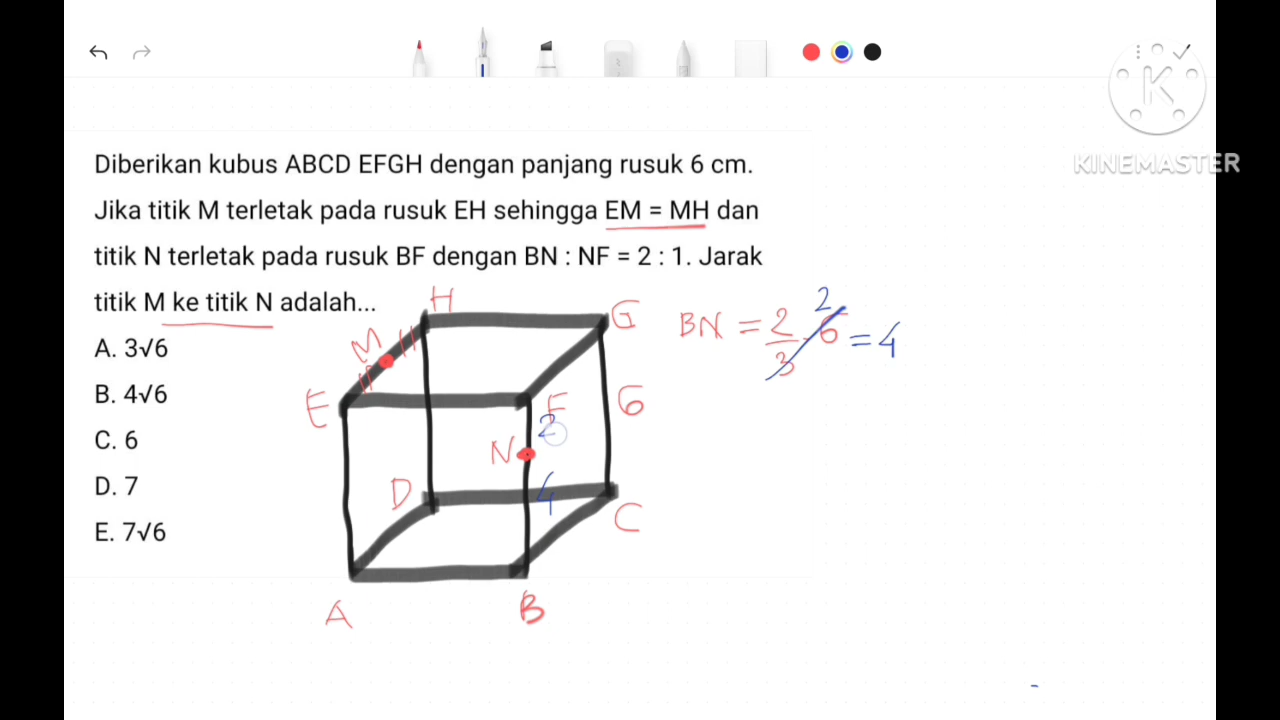 KINEMASTER
Diberikan kubus ABCD EFGH dengan panjang rusuk 6 cm.
Jika titik M terletak pada rusuk EH sehingga EM = MH dan
titik N terletak pada rusuk BF dengan BN : NF = 2 : 1. Jarak
titik M ke titik N adalah...
A. 3√6
B. 4√6
C. 6
D. 7
E. 7√6
H
G
M
E
F
6
2
N
D
4
C
A
B
BN = 2/3 . 6 = 4
2